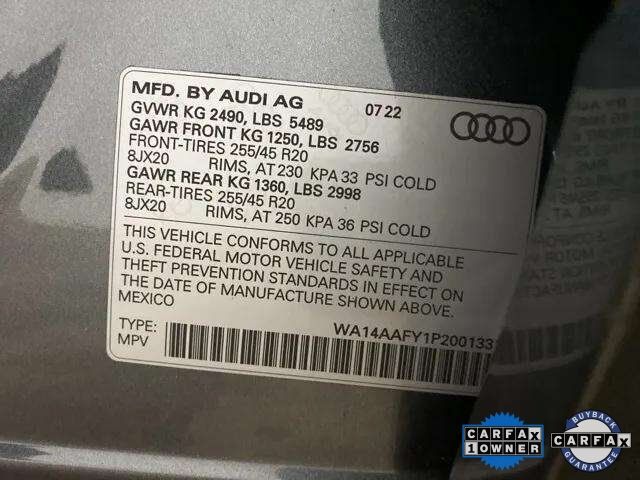 MFD. BY AUDI AG 07 22
GVWR KG 2490, LBS 5489
GAWR FRONT KG 1250, LBS 2756
FRONT-TIRES 255/45 R20
8JX20 RIMS, AT 230 KPA 33 PSI COLD
GAWR REAR KG 1360, LBS 2998
REAR-TIRES 255/45 R20
8JX20 RIMS, AT 250 KPA 36 PSI COLD
THIS VEHICLE CONFORMS TO ALL APPLICABLE
U.S. FEDERAL MOTOR VEHICLE SAFETY AND
THEFT PREVENTION STANDARDS IN EFFECT ON
THE DATE OF MANUFACTURE SHOWN ABOVE.
MEXICO
TYPE: WA14AAFY1P200133
MPV
CARFAX
1 OWNER
BUYBACK
CARFAX
GUARANTEE